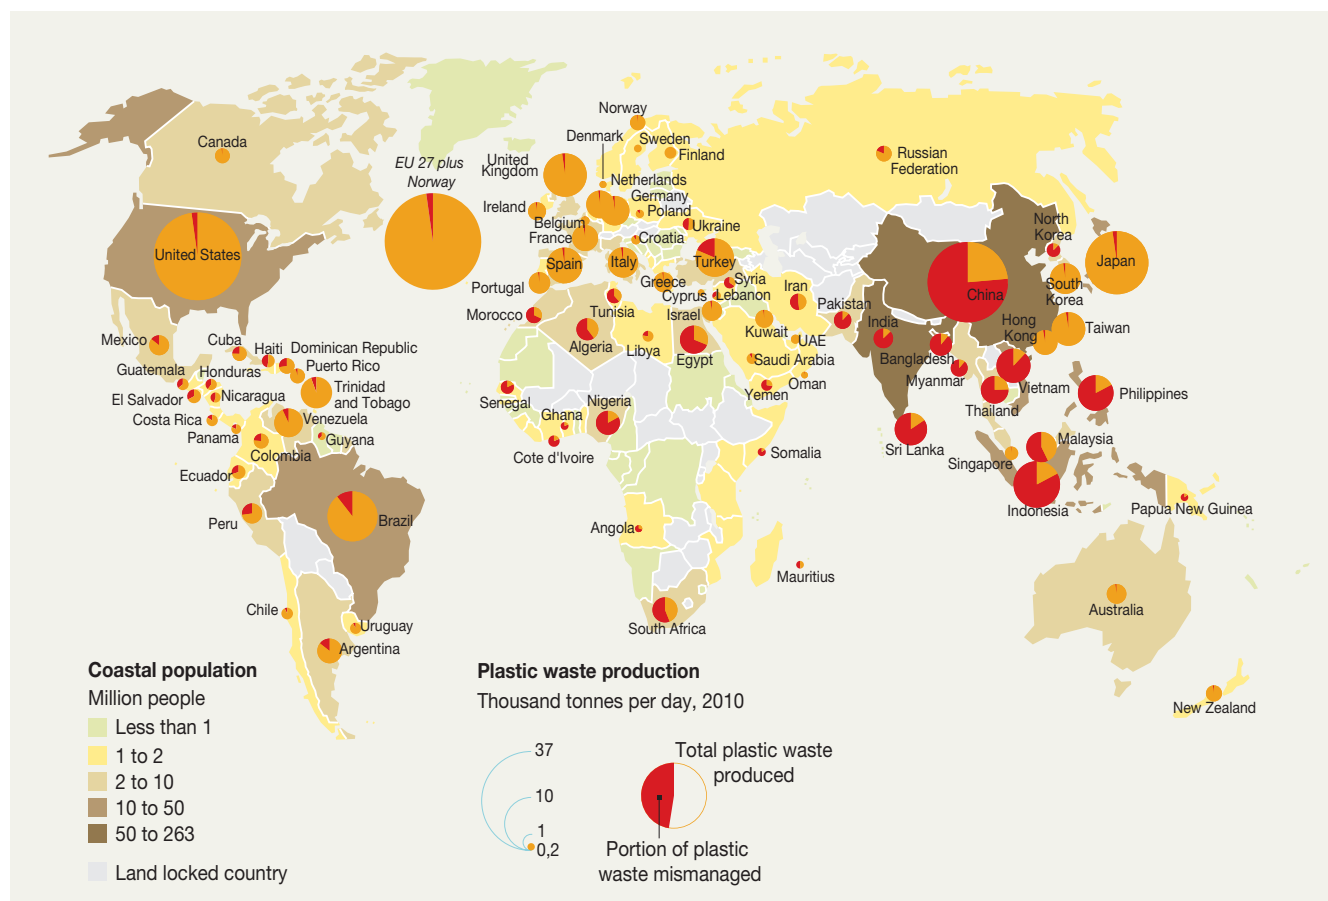 Norway
Denmark
Sweden
Canada
Finland
Russian
Federation
EU 27 plus
Norway
United
Kingdom
Netherlands
Germany
Poland
Ireland
Belgium
Ukraine
North
Korea
France
Croatia
United States
Spain
Italy
Turkey
Japan
Portugal
Greece
Syria
Iran
China
South
Korea
Cyprus
Lebanon
Morocco
Tunisia
Israel
Pakistan
India
Hong
Kong
Taiwan
Mexico
Cuba
Haiti
Dominican Republic
Algeria
Libya
Egypt
Kuwait
UAE
Bangladesh
Guatemala
Honduras
Puerto Rico
Saudi Arabia
Oman
Myanmar
Vietnam
Philippines
El Salvador
Nicaragua
Trinidad
and Tobago
Senegal
Nigeria
Yemen
Thailand
Costa Rica
Venezuela
Ghana
Panama
Guyana
Colombia
Cote d'Ivoire
Somalia
Sri Lanka
Malaysia
Singapore
Ecuador
Indonesia
Papua New Guinea
Peru
Brazil
Angola
Mauritius
Chile
Uruguay
South Africa
Australia
Argentina
New Zealand
Coastal population
Million people
Less than 1
1 to 2
2 to 10
10 to 50
50 to 263
Land locked country
Plastic waste production
Thousand tonnes per day, 2010
37
10
1
0,2
Total plastic waste
produced
Portion of plastic
waste mismanaged